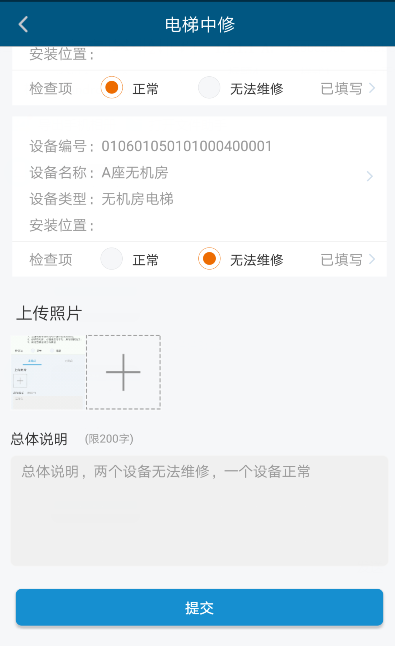 电梯中修
安装位置：
检查项 正常 无法维修 已填写
设备编号：010601050101000400001
设备名称：A座无机房
设备类型：无机房电梯
安装位置：
检查项 正常 无法维修 已填写
上传照片
总体说明 (限200字)
总体说明，两个设备无法维修，一个设备正常
提交